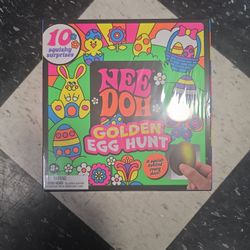 10
squishy
surprises
NEE
DOH
GOLDEN
EGG HUNT